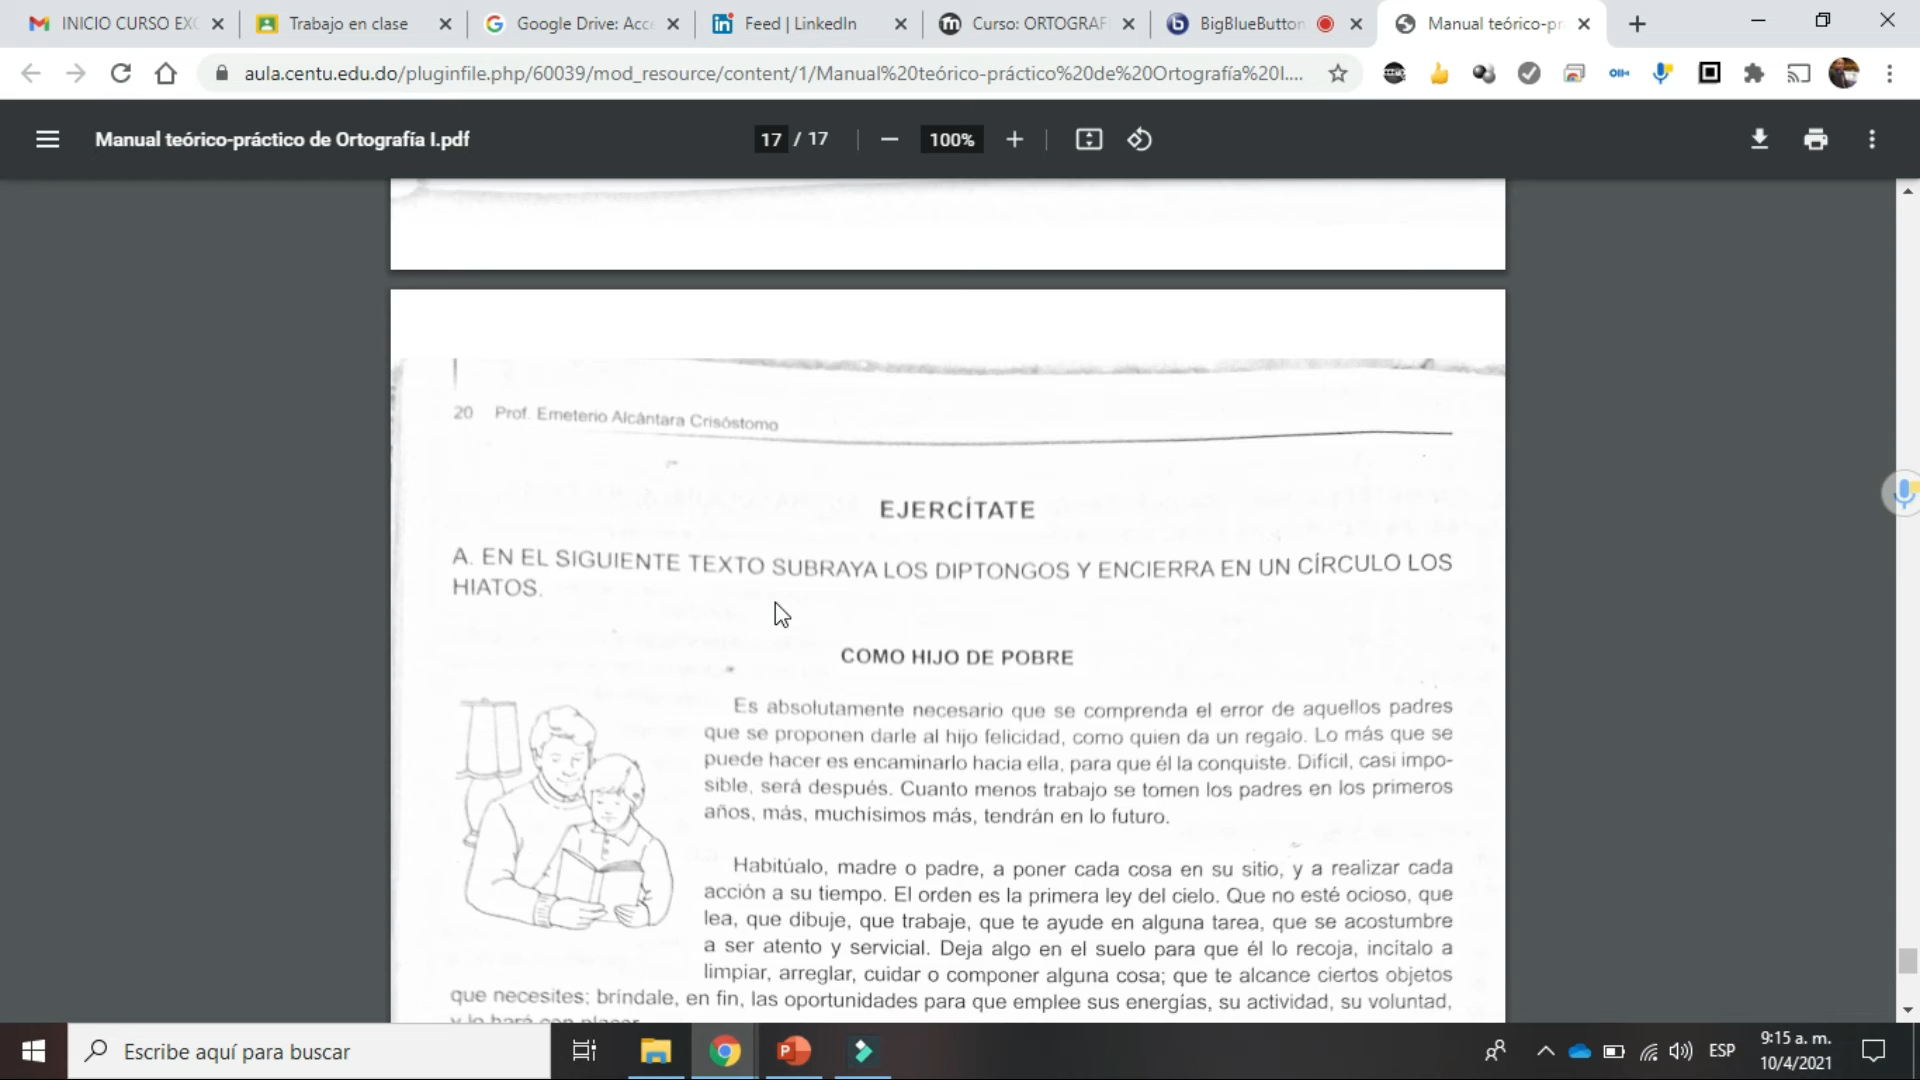 INICIO CURSO EXC
Trabajo en clase
Google Drive: Acce
Feed | LinkedIn
Curso: ORTOGRAF
BigBlueButton
Manual teórico-pr
aula.centu.edu.do/pluginfile.php/60039/mod_resource/content/1/Manual%20teórico-práctico%20de%20Ortografía%20I....
Manual teórico-práctico de Ortografía I.pdf
17 / 17
100%
20 Prof. Emeterio Alcántara Crisóstomo
EJERCÍTATE
A. EN EL SIGUIENTE TEXTO SUBRAYA LOS DIPTONGOS Y ENCIERRA EN UN CÍRCULO LOS
HIATOS.
COMO HIJO DE POBRE
Es absolutamente necesario que se comprenda el error de aquellos padres
que se proponen darle al hijo felicidad, como quien da un regalo. Lo más que se
puede hacer es encaminarlo hacia ella, para que él la conquiste. Difícil, casi impo-
sible, será después. Cuanto menos trabajo se tomen los padres en los primeros
años, más, muchísimos más, tendrán en lo futuro.
Habitúalo, madre o padre, a poner cada cosa en su sitio, y a realizar cada
acción a su tiempo. El orden es la primera ley del cielo. Que no esté ocioso, que
lea, que dibuje, que trabaje, que te ayude en alguna tarea, que se acostumbre
a ser atento y servicial. Deja algo en el suelo para que él lo recoja, incítalo a
limpiar, arreglar, cuidar o componer alguna cosa; que te alcance ciertos objetos
que necesites; bríndale, en fin, las oportunidades para que emplee sus energías, su actividad, su voluntad,
y lo hará con placer
Escribe aquí para buscar
ESP
9:15 a. m.
10/4/2021